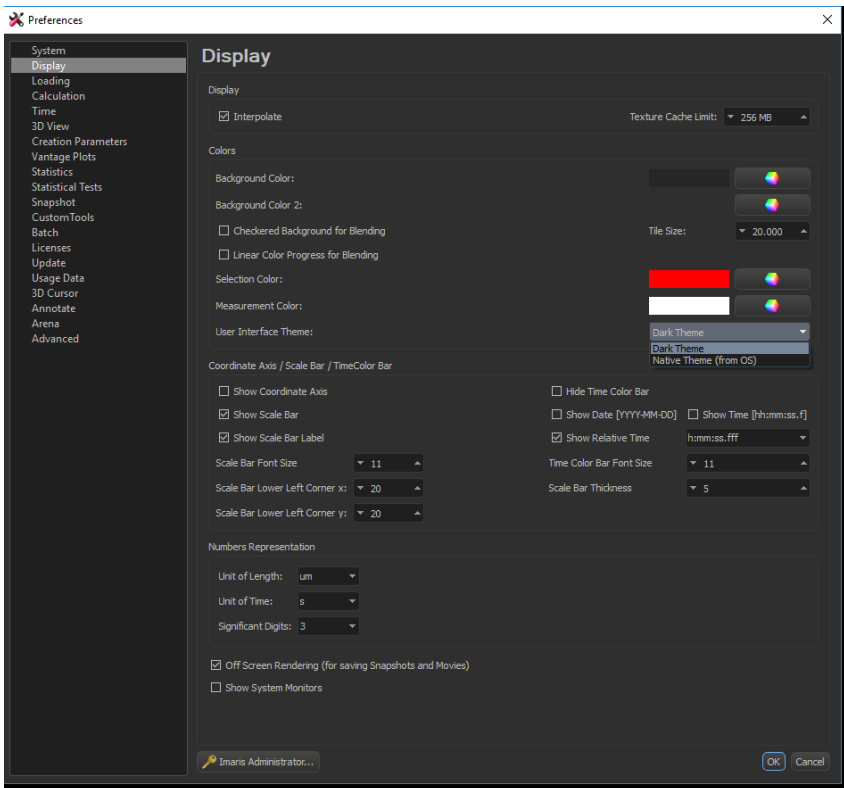 Preferences
System
Display
Loading
Calculation
Time
3D View
Creation Parameters
Vantage Plots
Statistics
Statistical Tests
Snapshot
CustomTools
Batch
Licenses
Update
Usage Data
3D Cursor
Annotate
Arena
Advanced
Display
Display
Interpolate Texture Cache Limit: 256 MB
Colors
Background Color:
Background Color 2:
Checkered Background for Blending Tile Size: 20.000
Linear Color Progress for Blending
Selection Color:
Measurement Color:
User Interface Theme: Dark Theme
Dark Theme
Native Theme (from OS)
Coordinate Axis / Scale Bar / TimeColor Bar
Show Coordinate Axis Hide Time Color Bar
Show Scale Bar Show Date [YYYY-MM-DD] Show Time [hh:mm:ss.f]
Show Scale Bar Label Show Relative Time h:mm:ss.fff
Scale Bar Font Size 11 Time Color Bar Font Size 11
Scale Bar Lower Left Corner x: 20 Scale Bar Thickness 5
Scale Bar Lower Left Corner y: 20
Numbers Representation
Unit of Length: um
Unit of Time: s
Significant Digits: 3
Off Screen Rendering (for saving Snapshots and Movies)
Show System Monitors
Imaris Administrator... OK Cancel